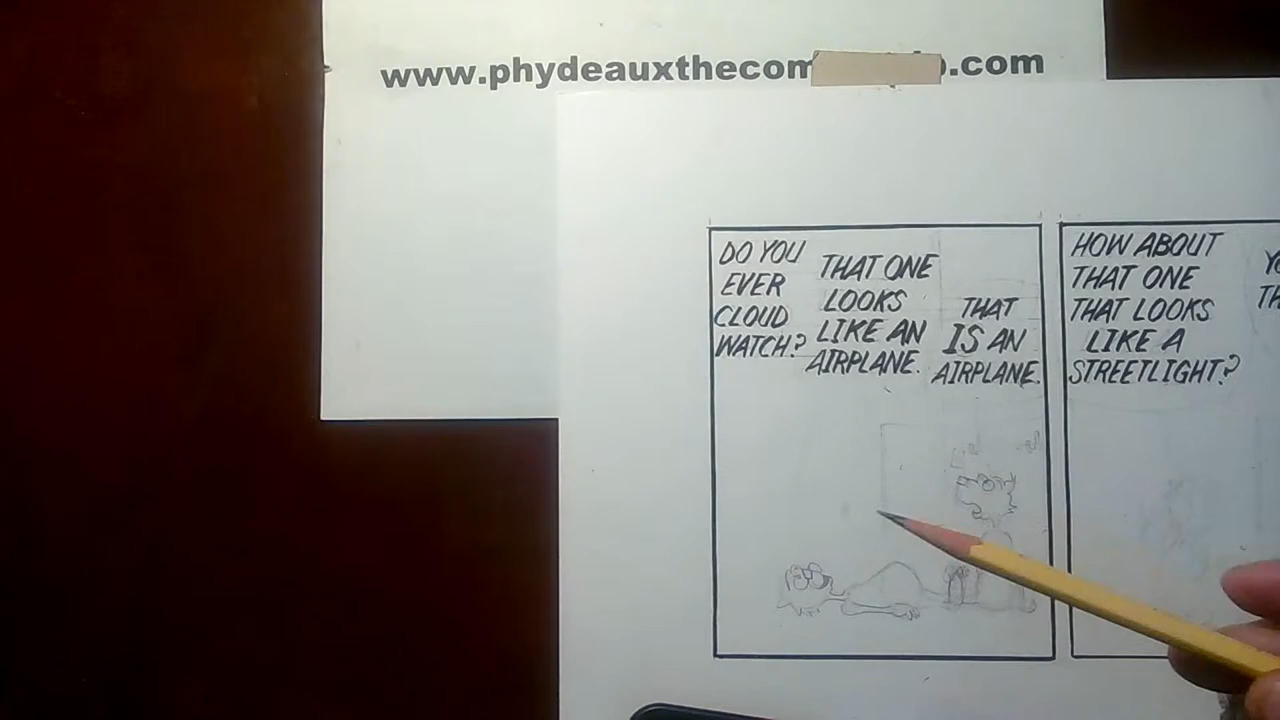 www.phydeauxthecom .com
DO YOU
EVER
CLOUD
WATCH?
THAT ONE
LOOKS
LIKE AN
AIRPLANE.
THAT
IS AN
AIRPLANE.
HOW ABOUT
THAT ONE
THAT LOOKS
LIKE A
STREETLIGHT?